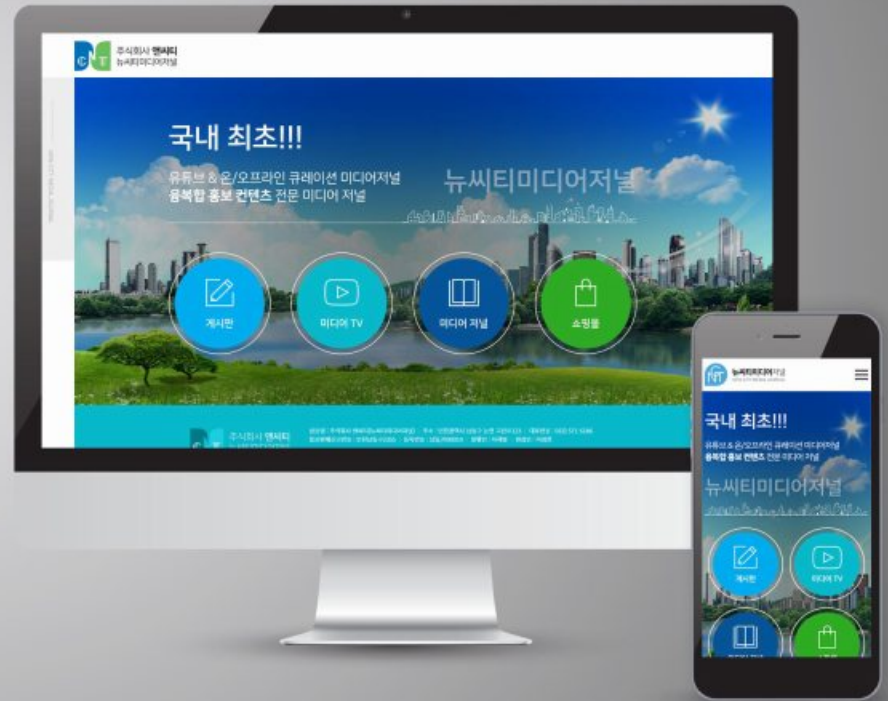 CNT
주식회사 앤씨티
뉴씨티미디어저널
국내 최초!!!
유튜브 & 온/오프라인 큐레이션 미디어저널
융복합 홍보 컨텐츠 전문 미디어 저널
뉴씨티미디어저널
게시판
미디어 TV
미디어 저널
쇼핑몰
주식회사 앤씨티
뉴씨티미디어저널
국내 최초!!!
유튜브 & 온/오프라인 큐레이션 미디어저널
융복합 홍보 컨텐츠 전문 미디어 저널
뉴씨티미디어저널
게시판
미디어 TV